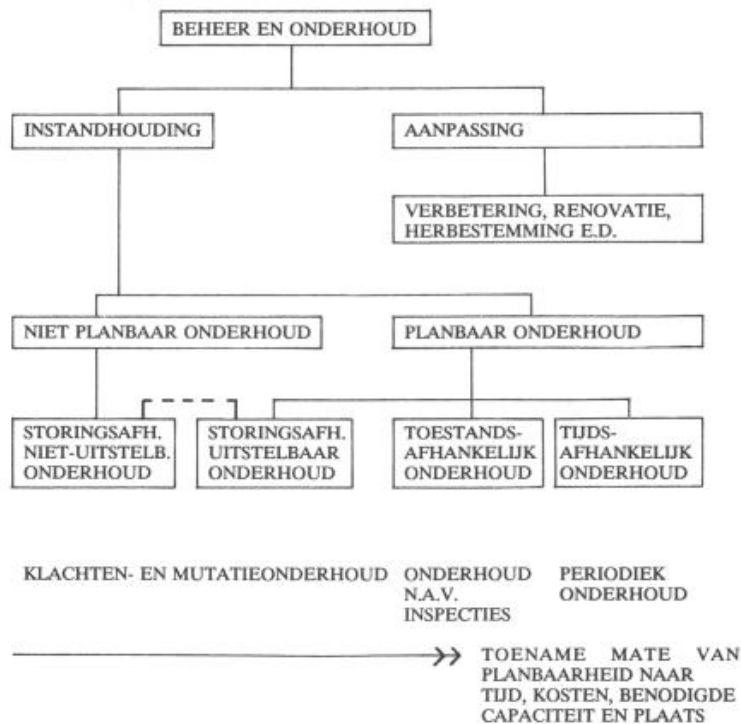 BEHEER EN ONDERHOUD
INSTANDHOUDING
AANPASSING
VERBETERING, RENOVATIE,
HERBESTEMMING E.D.
NIET PLANBAAR ONDERHOUD
PLANBAAR ONDERHOUD
STORINGSAFH.
NIET-UITSTELB.
ONDERHOUD
STORINGSAFH.
UITSTELBAAR
ONDERHOUD
TOESTANDS-
AFHANKELIJK
ONDERHOUD
TIJDS-
AFHANKELIJK
ONDERHOUD
KLACHTEN- EN MUTATIEONDERHOUD
ONDERHOUD
N.A.V.
INSPECTIES
PERIODIEK
ONDERHOUD
TOENAME MATE VAN
PLANBAARHEID NAAR
TIJD, KOSTEN, BENODIGDE
CAPACITEIT EN PLAATS